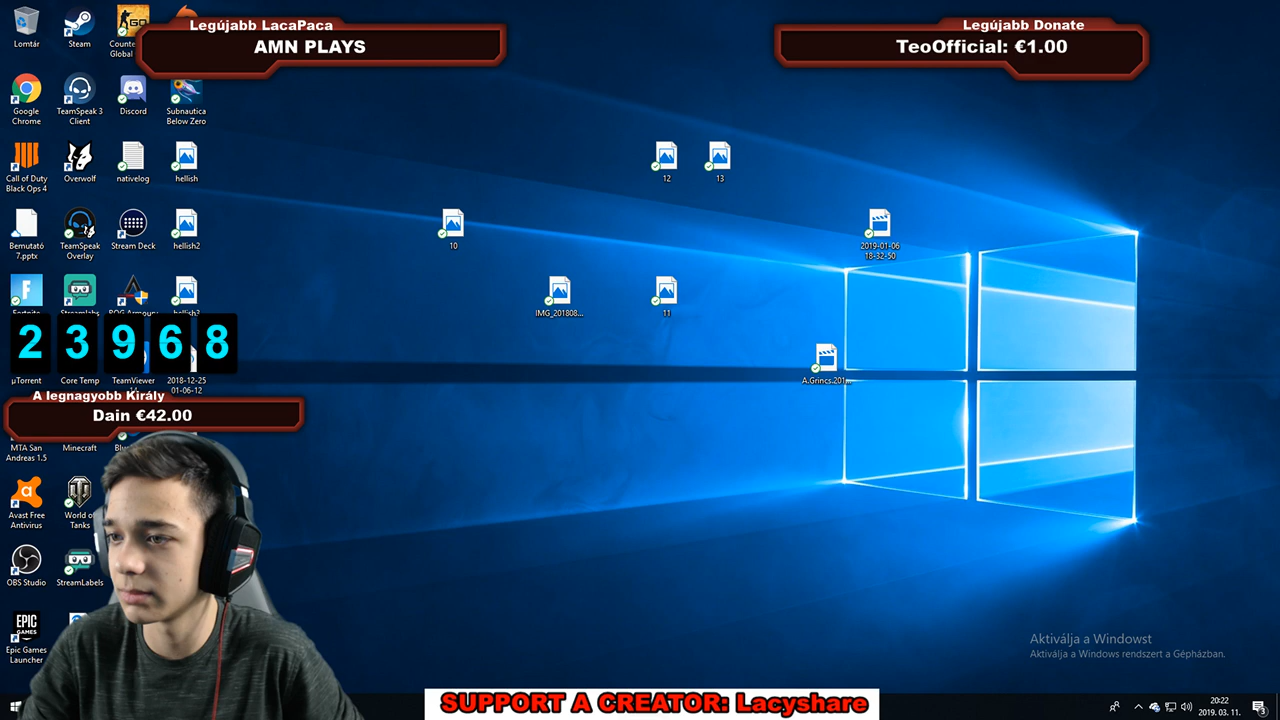 Legújabb LacaPaca
AMN PLAYS
Legújabb Donate
TeoOfficial: €1.00
Lomtár
Steam
Counte
Global
GO
Google
Chrome
TeamSpeak 3
Client
Discord
Subnautica
Below Zero
Call of Duty
Black Ops 4
Overwolf
nativelog
hellish
12
13
Bemutató
7.pptx
TeamSpeak
Overlay
Stream Deck
hellish2
10
2019-01-06
18-32-50
IMG_201808...
11
2 3 9 6 8
µTorrent
Core Temp
TeamViewer
2018-12-25
01-06-12
A.Grincs.201...
A legnagyobb Király
Dain €42.00
MTA San
Andreas 1.5
Minecraft
Avast Free
Antivirus
World of
Tanks
OBS Studio
StreamLabels
EPIC
GAMES
Epic Games
Launcher
Aktiválja a Windowst
Aktiválja a Windows rendszert a Gépházban.
SUPPORT A CREATOR: Lacyshare
20:22
2019. 03. 11.